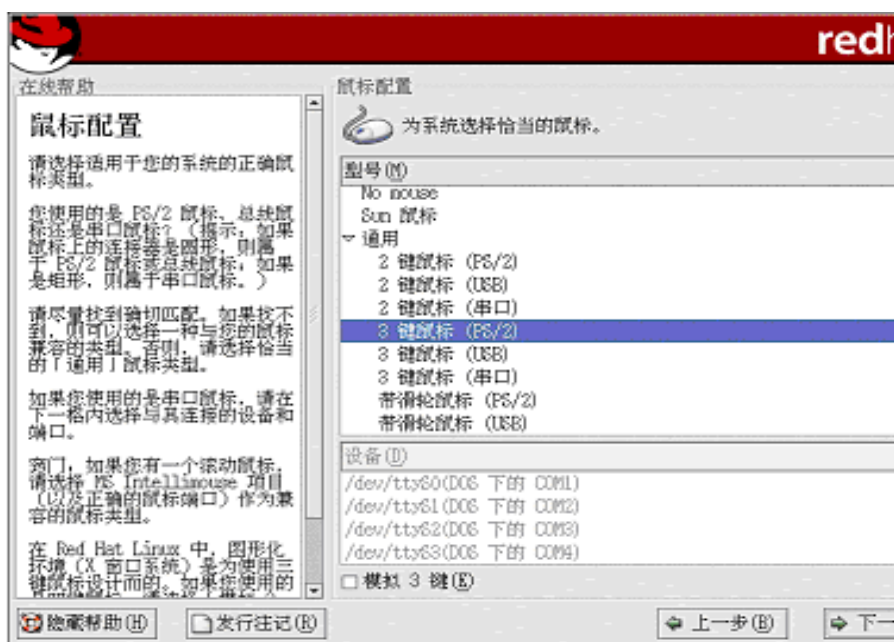 redh
在线帮助
鼠标配置
请选择适用于您的系统的正确鼠
标类型。
您使用的是 PS/2 鼠标、总线鼠
标还是串口鼠标？（提示：如果
鼠标上的连接器是圆形，则属
于 PS/2 鼠标或总线鼠标；如果
是矩形，则属于串口鼠标。）
请尽量找到确切匹配。如果找不
到，则可以选择一种与您的鼠标
兼容的类型。否则，请选择恰当
的「通用」鼠标类型。
如果您使用的是串口鼠标，请在
下一格内选择与其连接的设备和
端口。
窍门，如果您有一个滚动鼠标，
请选择 MS Intellimouse 项目
（以及正确的鼠标端口）作为兼
容的鼠标类型。
在 Red Hat Linux 中，图形化
环境（X 窗口系统）是为使用三
键鼠标设计而的。如果您使用的
鼠标配置
为系统选择恰当的鼠标。
型号(M)
No mouse
Sun 鼠标
通用
2 键鼠标 (PS/2)
2 键鼠标 (USB)
2 键鼠标 (串口)
3 键鼠标 (PS/2)
3 键鼠标 (USB)
3 键鼠标 (串口)
带滑轮鼠标 (PS/2)
带滑轮鼠标 (USB)
设备(D)
/dev/ttyS0(DOS 下的 COM1)
/dev/ttyS1(DOS 下的 COM2)
/dev/ttyS2(DOS 下的 COM3)
/dev/ttyS3(DOS 下的 COM4)
模拟 3 键(E)
隐藏帮助(H)
发行注记(R)
上一步(B)
下一